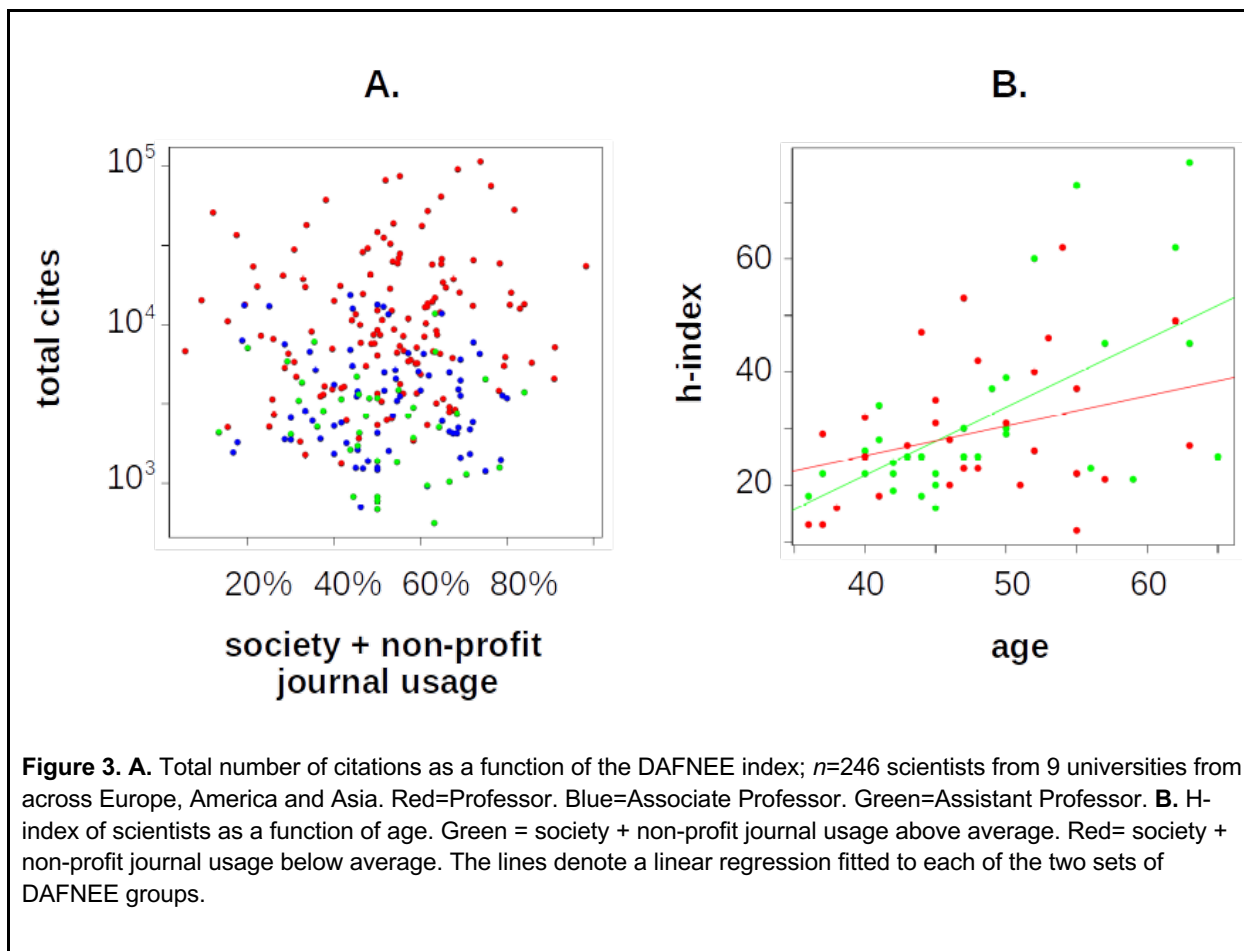 A.
B.
10^5
10^4
10^3
total cites
20% 40% 60% 80%
society + non-profit
journal usage
60
40
20
h-index
40 50 60
age
Figure 3. A. Total number of citations as a function of the DAFNEE index; n=246 scientists from 9 universities from
across Europe, America and Asia. Red=Professor. Blue=Associate Professor. Green=Assistant Professor. B. H-
index of scientists as a function of age. Green = society + non-profit journal usage above average. Red= society +
non-profit journal usage below average. The lines denote a linear regression fitted to each of the two sets of
DAFNEE groups.